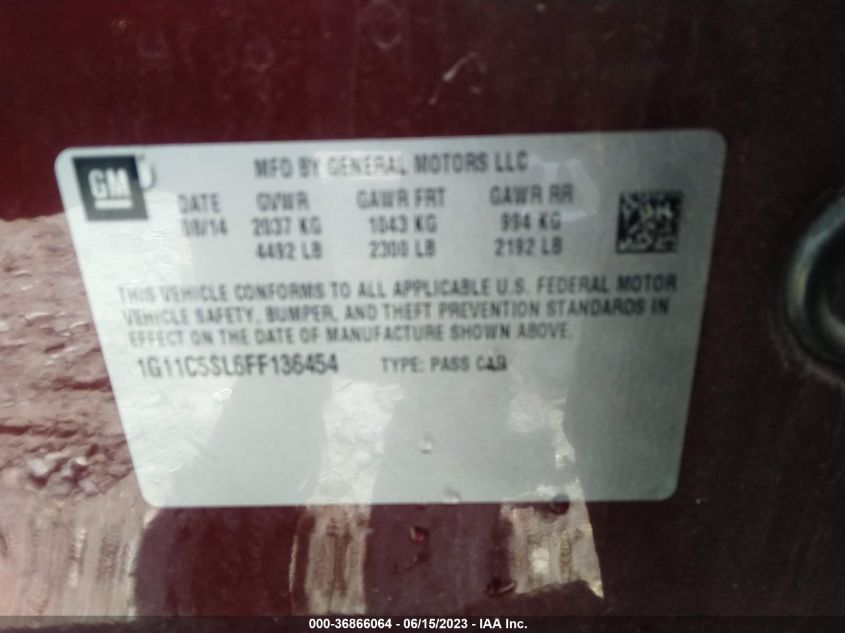 GM
MFD BY GENERAL MOTORS LLC
DATE GVWR GAWR FRT GAWR RR
08/14 2037 KG 1043 KG 994 KG
4492 LB 2300 LB 2192 LB
THIS VEHICLE CONFORMS TO ALL APPLICABLE U.S. FEDERAL MOTOR
VEHICLE SAFETY, BUMPER, AND THEFT PREVENTION STANDARDS IN
EFFECT ON THE DATE OF MANUFACTURE SHOWN ABOVE.
1G11C5SL6FF136454 TYPE: PASS CAR
000-36866064 - 06/15/2023 - IAA Inc.